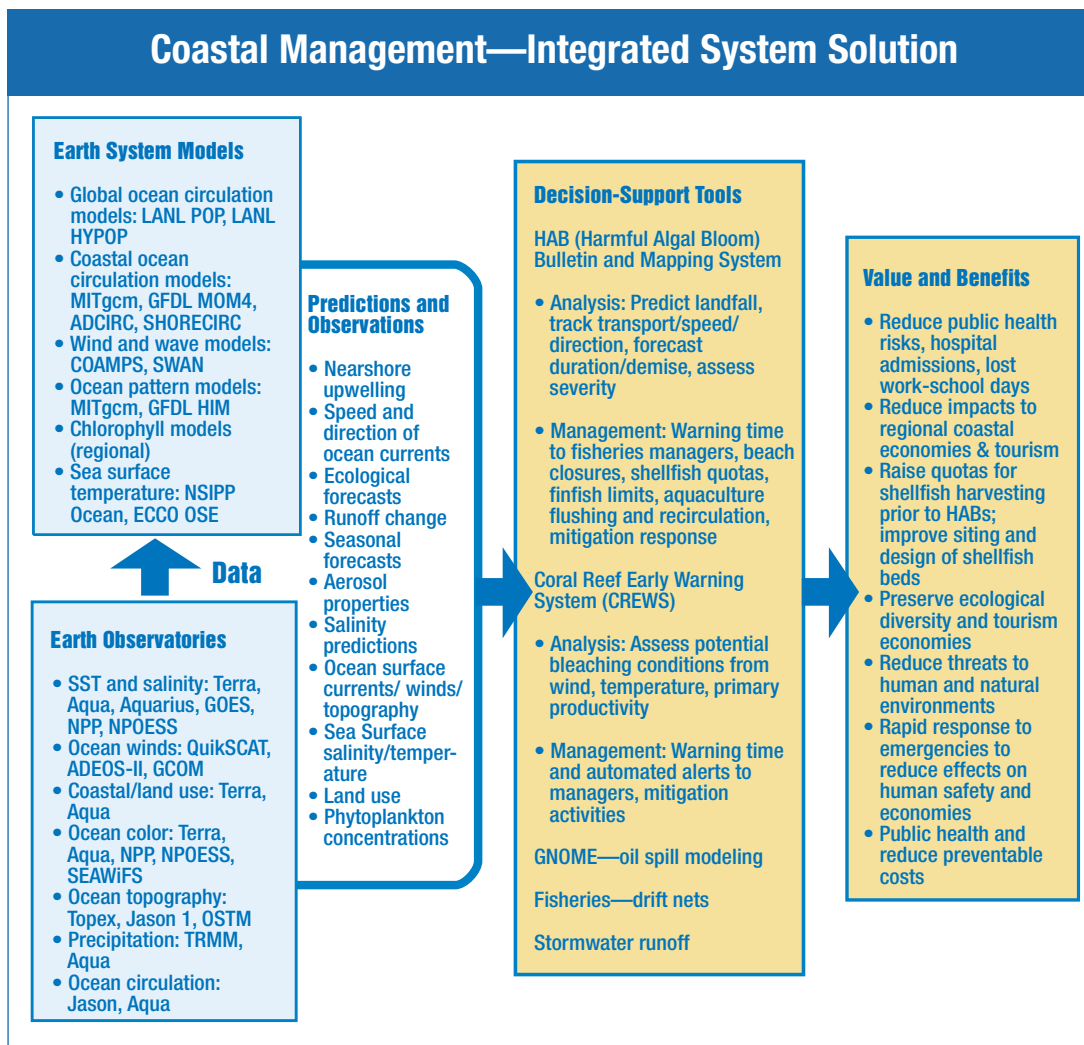 Coastal Management—Integrated System Solution
Earth System Models
• Global ocean circulation
models: LANL POP, LANL
HYPOP
• Coastal ocean
circulation models:
MITgcm, GFDL MOM4,
ADCIRC, SHORECIRC
• Wind and wave models:
COAMPS, SWAN
• Ocean pattern models:
MITgcm, GFDL HIM
• Chlorophyll models
(regional)
• Sea surface
temperature: NSIPP
Ocean, ECCO OSE
Data
Earth Observatories
• SST and salinity: Terra,
Aqua, Aquarius, GOES,
NPP, NPOESS
• Ocean winds: QuikSCAT,
ADEOS-II, GCOM
• Coastal/land use: Terra,
Aqua
• Ocean color: Terra,
Aqua, NPP, NPOESS,
SEAWiFS
• Ocean topography:
Topex, Jason 1, OSTM
• Precipitation: TRMM,
Aqua
• Ocean circulation:
Jason, Aqua
Predictions and
Observations
• Nearshore
upwelling
• Speed and
direction of
ocean currents
• Ecological
forecasts
• Runoff change
• Seasonal
forecasts
• Aerosol
properties
• Salinity
predictions
• Ocean surface
currents/ winds/
topography
• Sea Surface
salinity/temper-
ature
• Land use
• Phytoplankton
concentrations
Decision-Support Tools
HAB (Harmful Algal Bloom)
Bulletin and Mapping System
• Analysis: Predict landfall,
track transport/speed/
direction, forecast
duration/demise, assess
severity
• Management: Warning time
to fisheries managers, beach
closures, shellfish quotas,
finfish limits, aquaculture
flushing and recirculation,
mitigation response
Coral Reef Early Warning
System (CREWS)
• Analysis: Assess potential
bleaching conditions from
wind, temperature, primary
productivity
• Management: Warning time
and automated alerts to
managers, mitigation
activities
GNOME—oil spill modeling
Fisheries—drift nets
Stormwater runoff
Value and Benefits
• Reduce public health
risks, hospital
admissions, lost
work-school days
• Reduce impacts to
regional coastal
economies & tourism
• Raise quotas for
shellfish harvesting
prior to HABs;
improve siting and
design of shellfish
beds
• Preserve ecological
diversity and tourism
economies
• Reduce threats to
human and natural
environments
• Rapid response to
emergencies to
reduce effects on
human safety and
economies
• Public health and
reduce preventable
costs